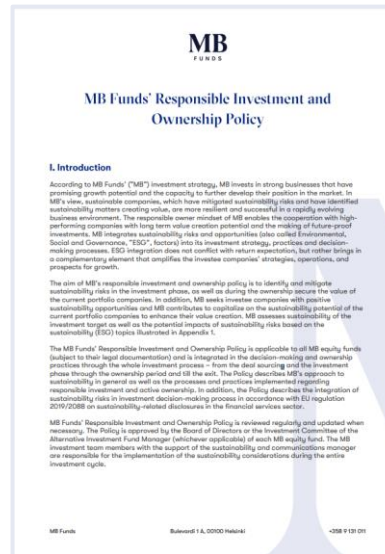 MB
FUNDS
MB Funds' Responsible Investment and
Ownership Policy
I. Introduction
According to MB Funds' ("MB") investment strategy, MB invests in strong businesses that have
promising growth potential and the capacity to further develop their position in the market. In
MB's view, sustainable companies, which have mitigated sustainability risks and have identified
sustainability matters creating value, are more resilient and successful in a rapidly evolving
business environment. The responsible owner mindset of MB enables the cooperation with high-
performing companies with long term value creation potential and the making of future-proof
investments. MB integrates sustainability risks and opportunities (also called Environmental,
Social and Governance, "ESG", factors) into its investment strategy, practices and decision-
making processes. ESG integration does not conflict with return expectation, but rather brings in
a complementary element that amplifies the investee companies' strategies, operations, and
prospects for growth.
The aim of MB's responsible investment and ownership policy is to identify and mitigate
sustainability risks in the investment phase, as well as during the ownership secure the value of
the current portfolio companies. In addition, MB seeks investee companies with positive
sustainability opportunities and MB contributes to capitalize on the sustainability potential of the
current portfolio companies to enhance their value creation. MB assesses sustainability of the
investment target as well as the potential impacts of sustainability risks based on the
sustainability (ESG) topics illustrated in Appendix 1.
The MB Funds' Responsible Investment and Ownership Policy is applicable to all MB equity funds
(subject to their legal documentation) and is integrated in the decision-making and ownership
practices through the whole investment process – from the deal sourcing and the investment
phase through the ownership period and till the exit. The Policy describes MB's approach to
sustainability in general as well as the processes and practices implemented regarding
responsible investment and active ownership. In addition, the Policy describes the integration of
sustainability risks in investment decision-making process in accordance with EU regulation
2019/2088 on sustainability-related disclosures in the financial services sector.
MB Funds' Responsible Investment and Ownership Policy is reviewed regularly and updated when
necessary. The Policy is approved by the Board of Directors or the Investment Committee of the
Alternative Investment Fund Manager (whichever applicable) of each MB equity fund. The MB
investment team members with the support of the sustainability and communications manager
are responsible for the implementation of the sustainability considerations during the entire
investment cycle.
MB Funds
Bulevardi 1 A, 00100 Helsinki
+358 9 131 011